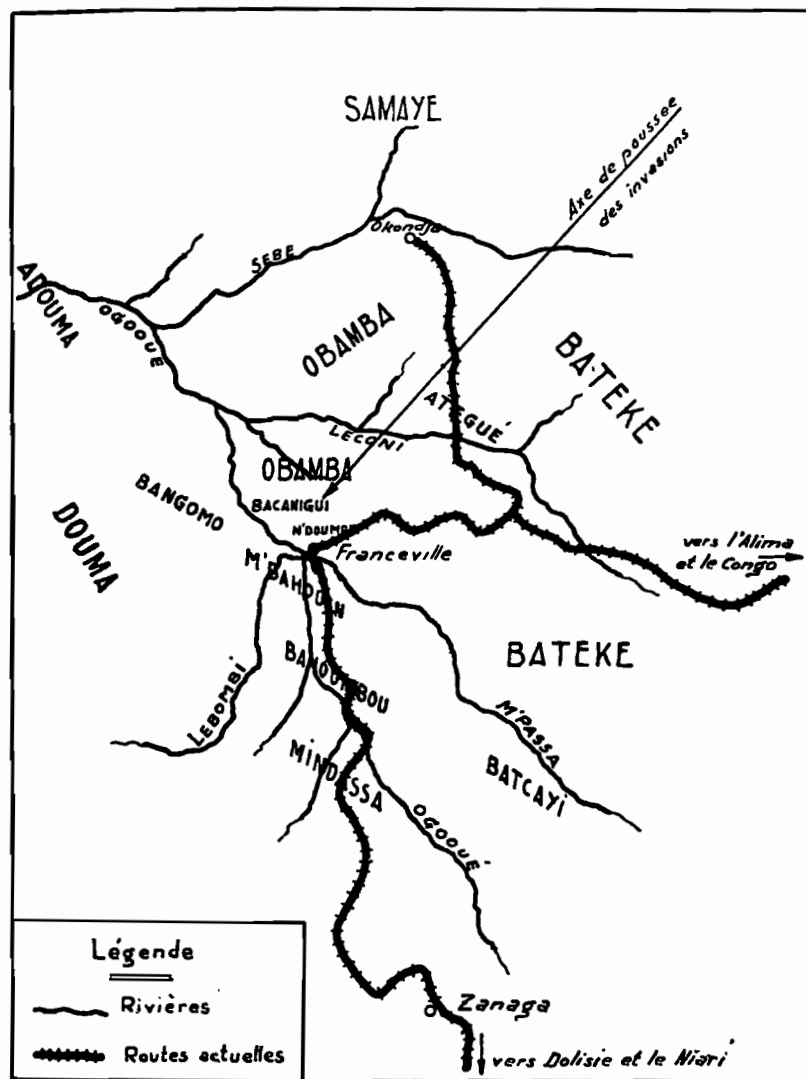 SAMAYE
Axe de poussee
des invasions
Okondja
SEBE
ADOUMA
OGOOUE
OBAMBA
BATEKE
ATEGUÉ
LECONI
OBAMBA
BANGOMO
BACANIGUI
N'DOUMBO
DOUMA
Franceville
vers l'Alima
et le Congo
M'BAHOUIN
BATEKE
LEBOMBI
M'PASSA
MINDASSA
BATCAYI
OGOOUÉ
Légende
Rivières
Routes actuelles
Zanaga
vers Dolisie et le Niari